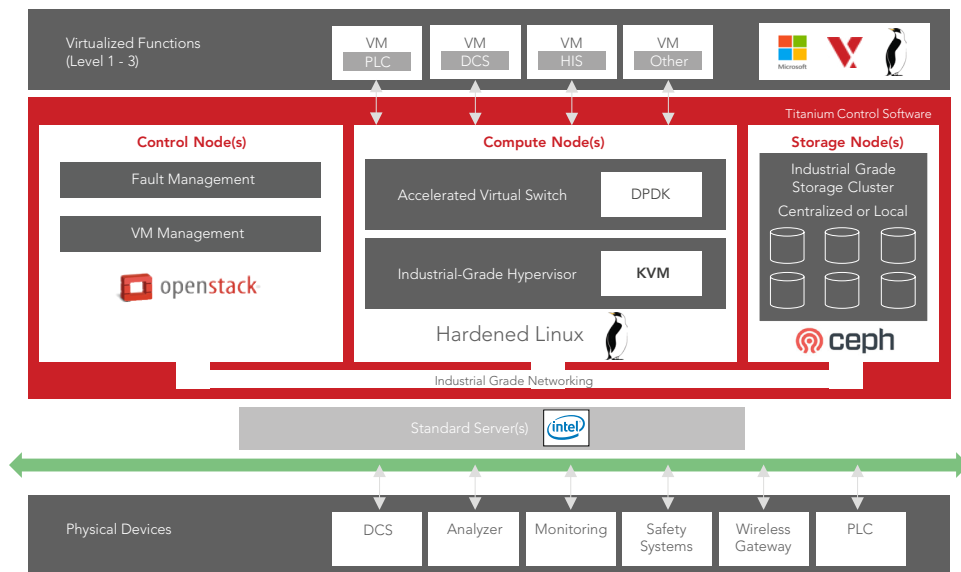 Virtualized Functions
(Level 1 - 3)
VM
PLC
VM
DCS
VM
HIS
VM
Other
Microsoft
Titanium Control Software
Control Node(s)
Fault Management
VM Management
openstack
Compute Node(s)
Accelerated Virtual Switch
DPDK
Industrial-Grade Hypervisor
KVM
Hardened Linux
Storage Node(s)
Industrial Grade
Storage Cluster
Centralized or Local
ceph
Industrial Grade Networking
Standard Server(s)
intel
Physical Devices
DCS
Analyzer
Monitoring
Safety
Systems
Wireless
Gateway
PLC